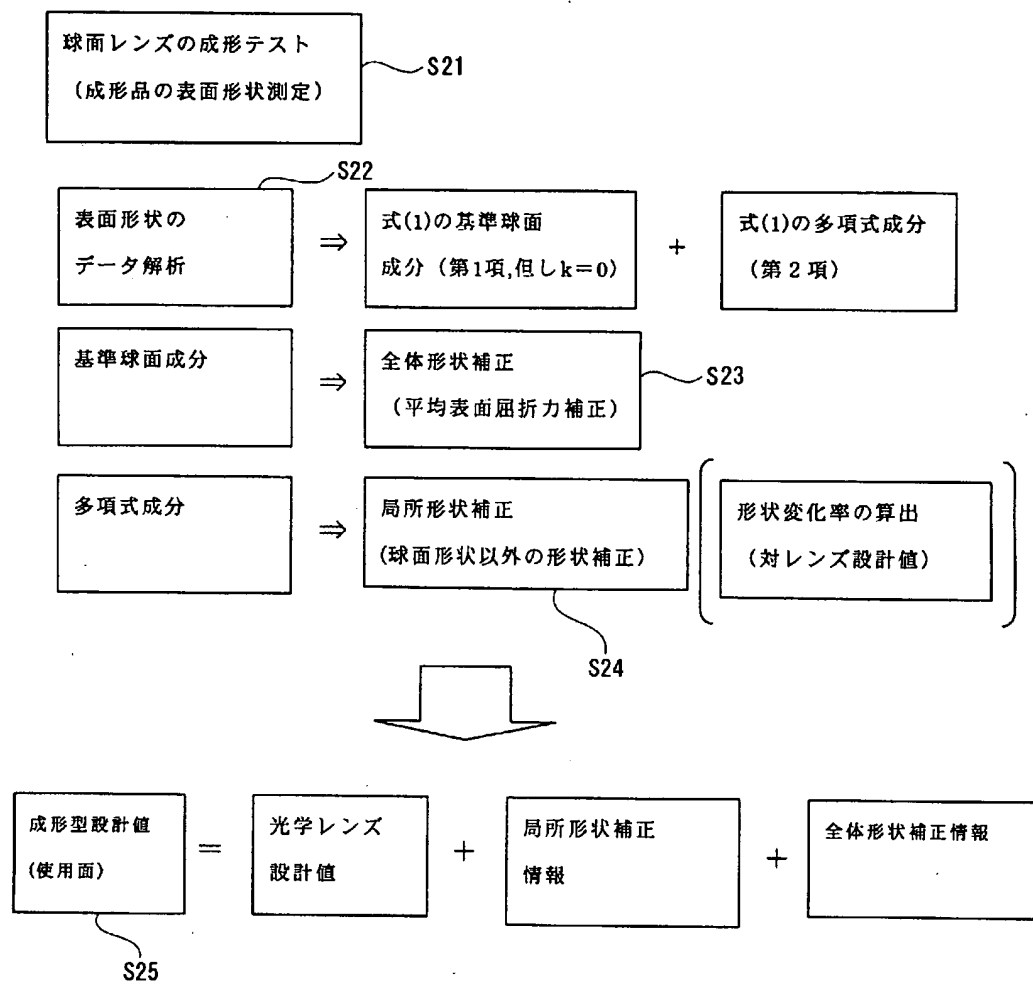 球面レンズの成形テスト
(成形品の表面形状測定)
S21
S22
表面形状の
データ解析
⇒
式(1)の基準球面
成分(第1項,但しk=0)
+
式(1)の多項式成分
(第2項)
基準球面成分
⇒
全体形状補正
(平均表面屈折力補正)
S23
多項式成分
⇒
局所形状補正
(球面形状以外の形状補正)
形状変化率の算出
(対レンズ設計値)
S24
成形型設計値
(使用面)
=
光学レンズ
設計値
+
局所形状補正
情報
+
全体形状補正情報
S25